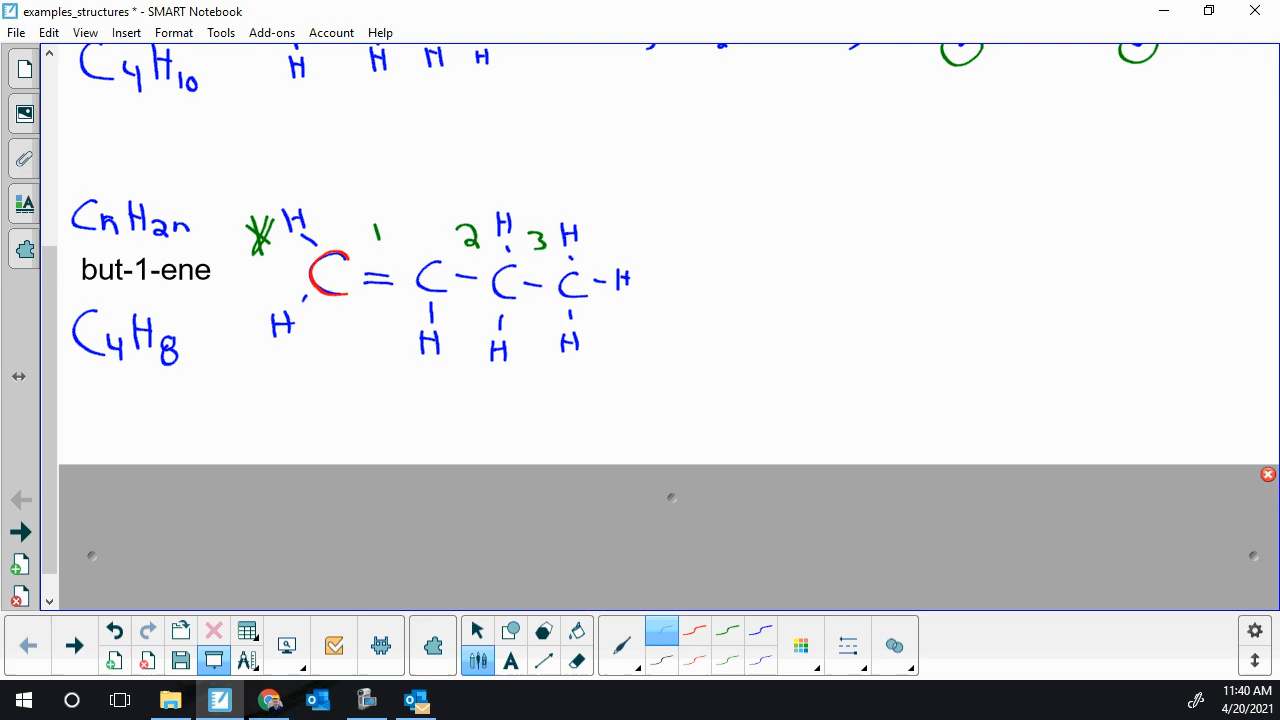 examples_structures * - SMART Notebook
File Edit View Insert Format Tools Add-ons Account Help
C4H10 H H H H
CnH2n
H 1 2 H 3 H
but-1-ene
C = C - C - C - H
C4H8
H H H H
11:40 AM
4/20/2021